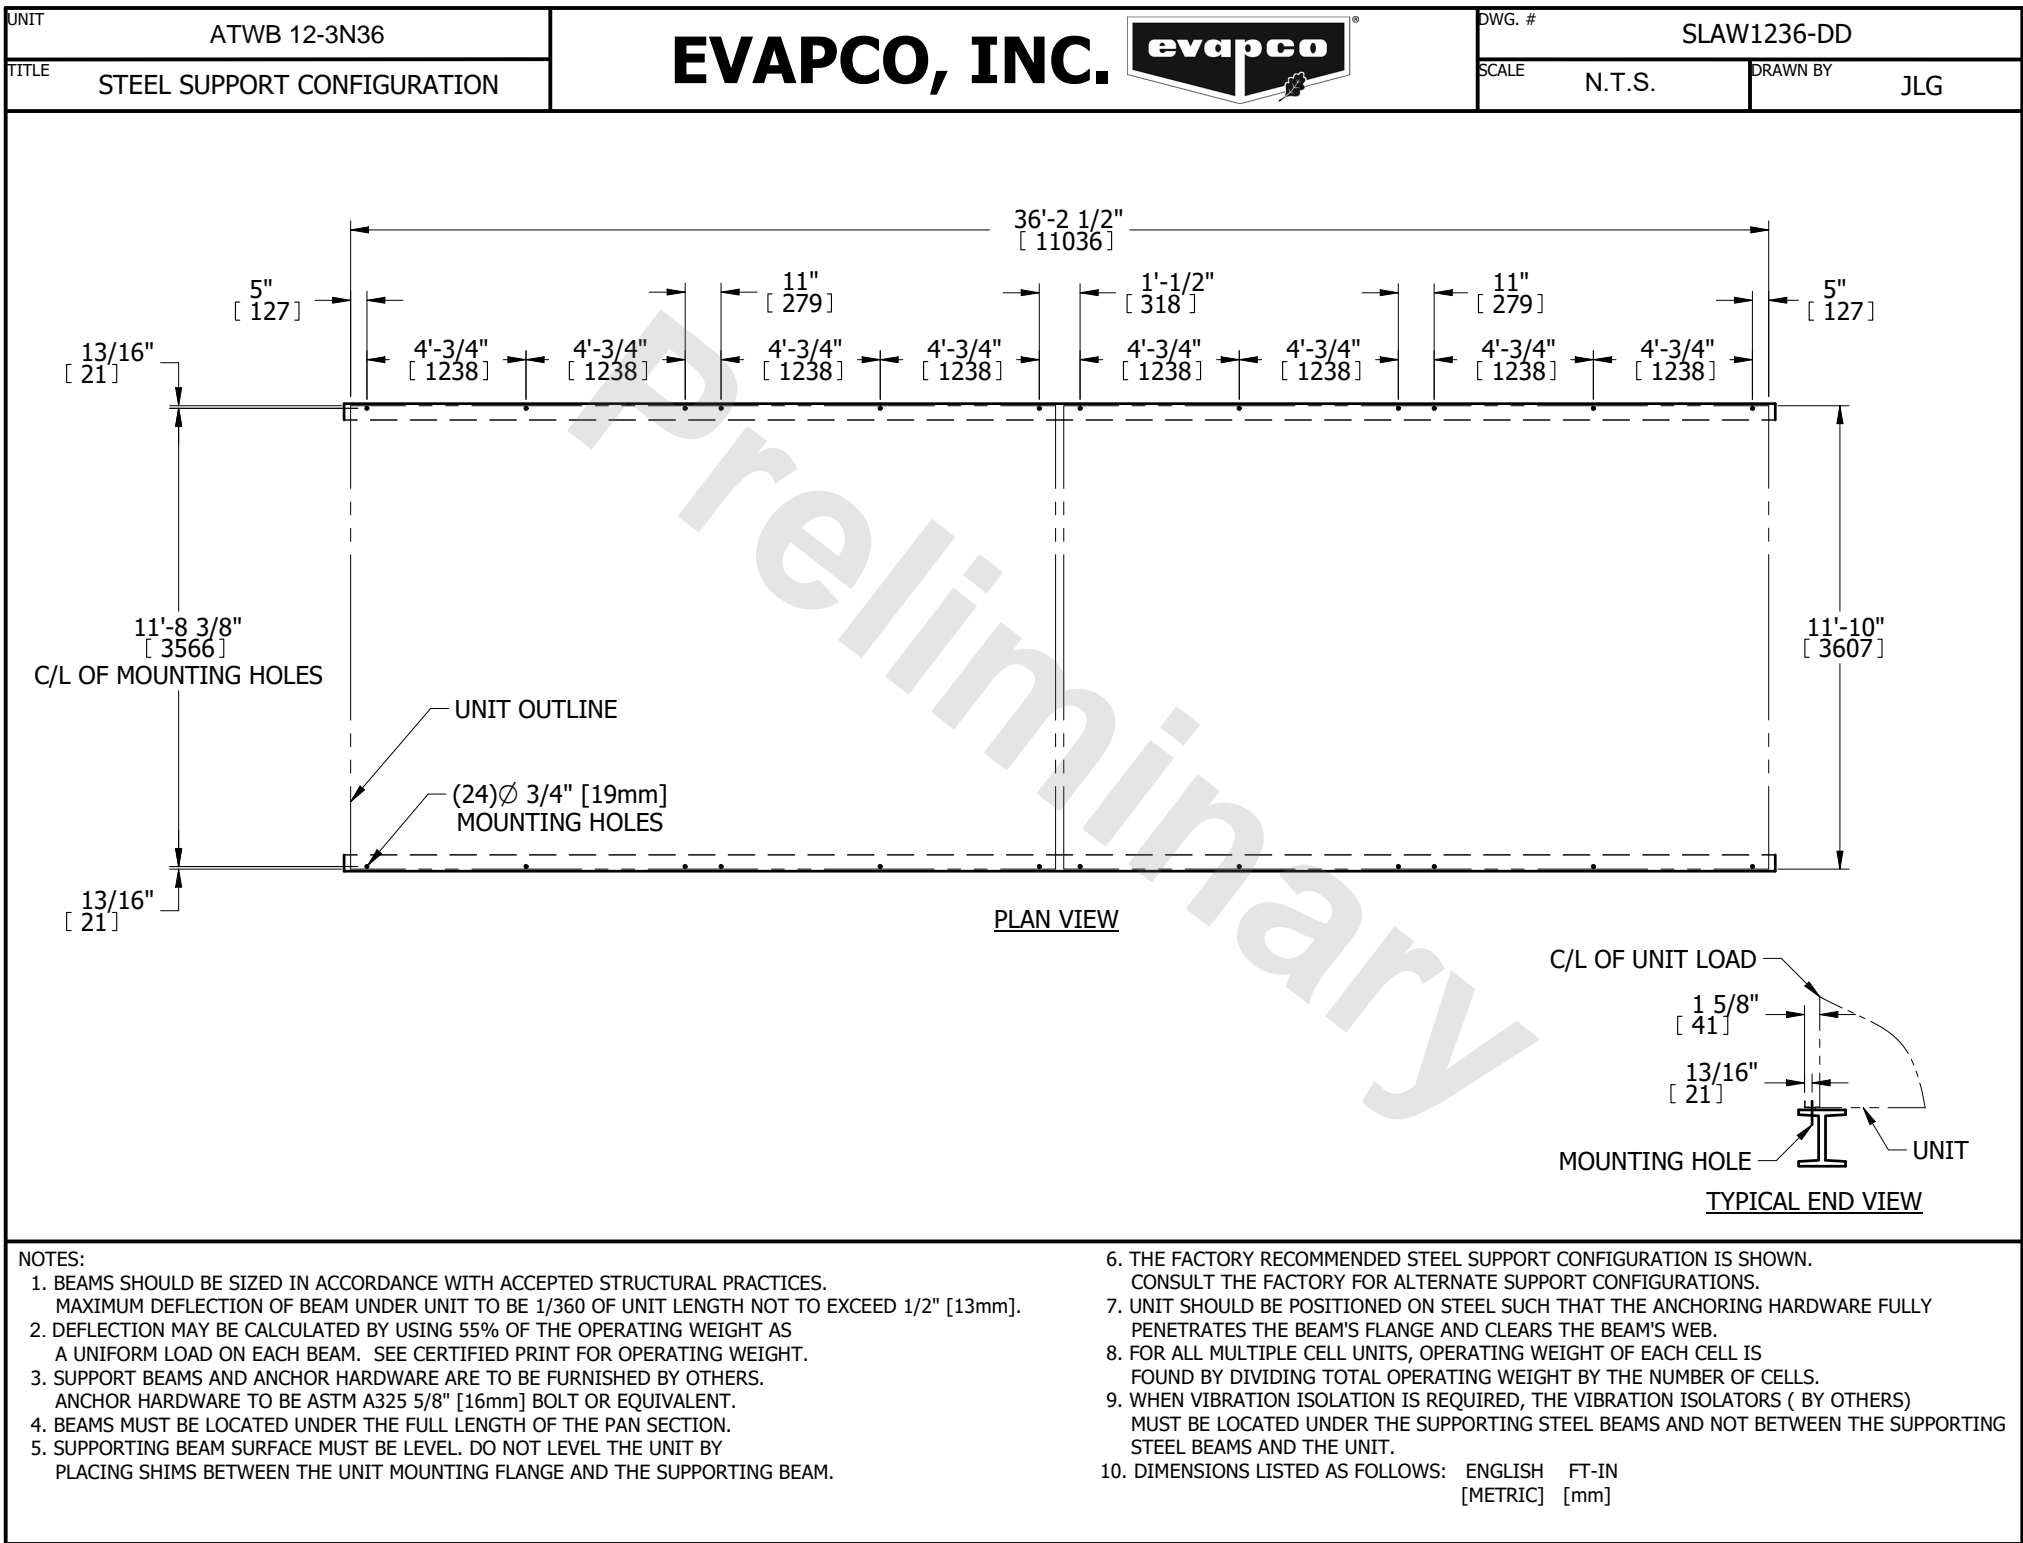 UNIT
ATWB 12-3N36
TITLE
STEEL SUPPORT CONFIGURATION
EVAPCO, INC.
evapco
®
DWG. #
SLAW1236-DD
SCALE
N.T.S.
DRAWN BY
JLG
36'-2 1/2"
[ 11036 ]
5"
[ 127 ]
11"
[ 279 ]
1'-1/2"
[ 318 ]
11"
[ 279 ]
5"
[ 127 ]
13/16"
[ 21 ]
4'-3/4"
[ 1238 ]
4'-3/4"
[ 1238 ]
4'-3/4"
[ 1238 ]
4'-3/4"
[ 1238 ]
4'-3/4"
[ 1238 ]
4'-3/4"
[ 1238 ]
4'-3/4"
[ 1238 ]
4'-3/4"
[ 1238 ]
11'-8 3/8"
[ 3566 ]
C/L OF MOUNTING HOLES
11'-10"
[ 3607 ]
UNIT OUTLINE
(24)∅ 3/4" [19mm]
MOUNTING HOLES
13/16"
[ 21 ]
PLAN VIEW
Preliminary
C/L OF UNIT LOAD
1 5/8"
[ 41 ]
13/16"
[ 21 ]
MOUNTING HOLE
UNIT
TYPICAL END VIEW
NOTES:
1. BEAMS SHOULD BE SIZED IN ACCORDANCE WITH ACCEPTED STRUCTURAL PRACTICES.
MAXIMUM DEFLECTION OF BEAM UNDER UNIT TO BE 1/360 OF UNIT LENGTH NOT TO EXCEED 1/2" [13mm].
2. DEFLECTION MAY BE CALCULATED BY USING 55% OF THE OPERATING WEIGHT AS
A UNIFORM LOAD ON EACH BEAM. SEE CERTIFIED PRINT FOR OPERATING WEIGHT.
3. SUPPORT BEAMS AND ANCHOR HARDWARE ARE TO BE FURNISHED BY OTHERS.
ANCHOR HARDWARE TO BE ASTM A325 5/8" [16mm] BOLT OR EQUIVALENT.
4. BEAMS MUST BE LOCATED UNDER THE FULL LENGTH OF THE PAN SECTION.
5. SUPPORTING BEAM SURFACE MUST BE LEVEL. DO NOT LEVEL THE UNIT BY
PLACING SHIMS BETWEEN THE UNIT MOUNTING FLANGE AND THE SUPPORTING BEAM.
6. THE FACTORY RECOMMENDED STEEL SUPPORT CONFIGURATION IS SHOWN.
CONSULT THE FACTORY FOR ALTERNATE SUPPORT CONFIGURATIONS.
7. UNIT SHOULD BE POSITIONED ON STEEL SUCH THAT THE ANCHORING HARDWARE FULLY
PENETRATES THE BEAM'S FLANGE AND CLEARS THE BEAM'S WEB.
8. FOR ALL MULTIPLE CELL UNITS, OPERATING WEIGHT OF EACH CELL IS
FOUND BY DIVIDING TOTAL OPERATING WEIGHT BY THE NUMBER OF CELLS.
9. WHEN VIBRATION ISOLATION IS REQUIRED, THE VIBRATION ISOLATORS ( BY OTHERS)
MUST BE LOCATED UNDER THE SUPPORTING STEEL BEAMS AND NOT BETWEEN THE SUPPORTING
STEEL BEAMS AND THE UNIT.
10. DIMENSIONS LISTED AS FOLLOWS: ENGLISH FT-IN
[METRIC] [mm]